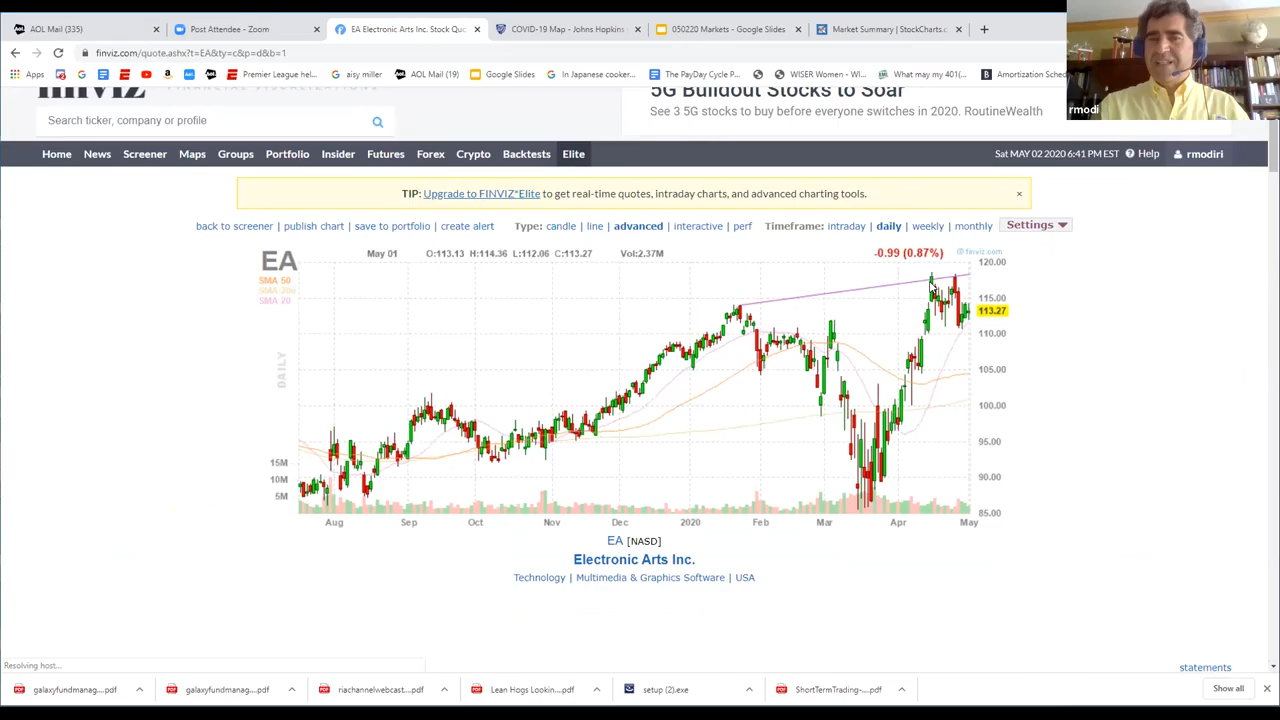 AOL Mail (335) × Post Attendee - Zoom × EA Electronic Arts Inc. Stock Quo × COVID-19 Map - Johns Hopkins × 050220 Markets - Google Slides × Market Summary | StockCharts.c × +
finviz.com/quote.ashx?t=EA&ty=c&p=d&b=1
Apps Premier League hel... aisy miller AOL Mail (19) Google Slides In Japanese cooker... The PayDay Cycle P... WISER Women - WI... What may my 401(... Amortization Sched
rmodi
finviz FINANCIAL VISUALIZATIONS
5G Buildout Stocks to Soar
See 3 5G stocks to buy before everyone switches in 2020. RoutineWealth
Search ticker, company or profile
Home News Screener Maps Groups Portfolio Insider Futures Forex Crypto Backtests Elite Sat MAY 02 2020 6:41 PM EST Help rmodiri
TIP: Upgrade to FINVIZ*Elite to get real-time quotes, intraday charts, and advanced charting tools. ×
back to screener | publish chart | save to portfolio | create alert Type: candle | line | advanced | interactive | perf Timeframe: intraday | daily | weekly | monthly Settings
EA May 01 O:113.13 H:114.36 L:112.06 C:113.27 Vol:2.37M -0.99 (0.87%) © finviz.com
SMA 50
SMA 200
SMA 20
DAILY
120.00
115.00
113.27
110.00
105.00
100.00
95.00
90.00
85.00
15M
10M
5M
Aug Sep Oct Nov Dec 2020 Feb Mar Apr May
EA [NASD]
Electronic Arts Inc.
Technology | Multimedia & Graphics Software | USA
Resolving host...
statements
galaxyfundmanag....pdf galaxyfundmanag....pdf riachannelwebcast....pdf Lean Hogs Lookin....pdf setup (2).exe ShortTermTrading-....pdf Show all ×